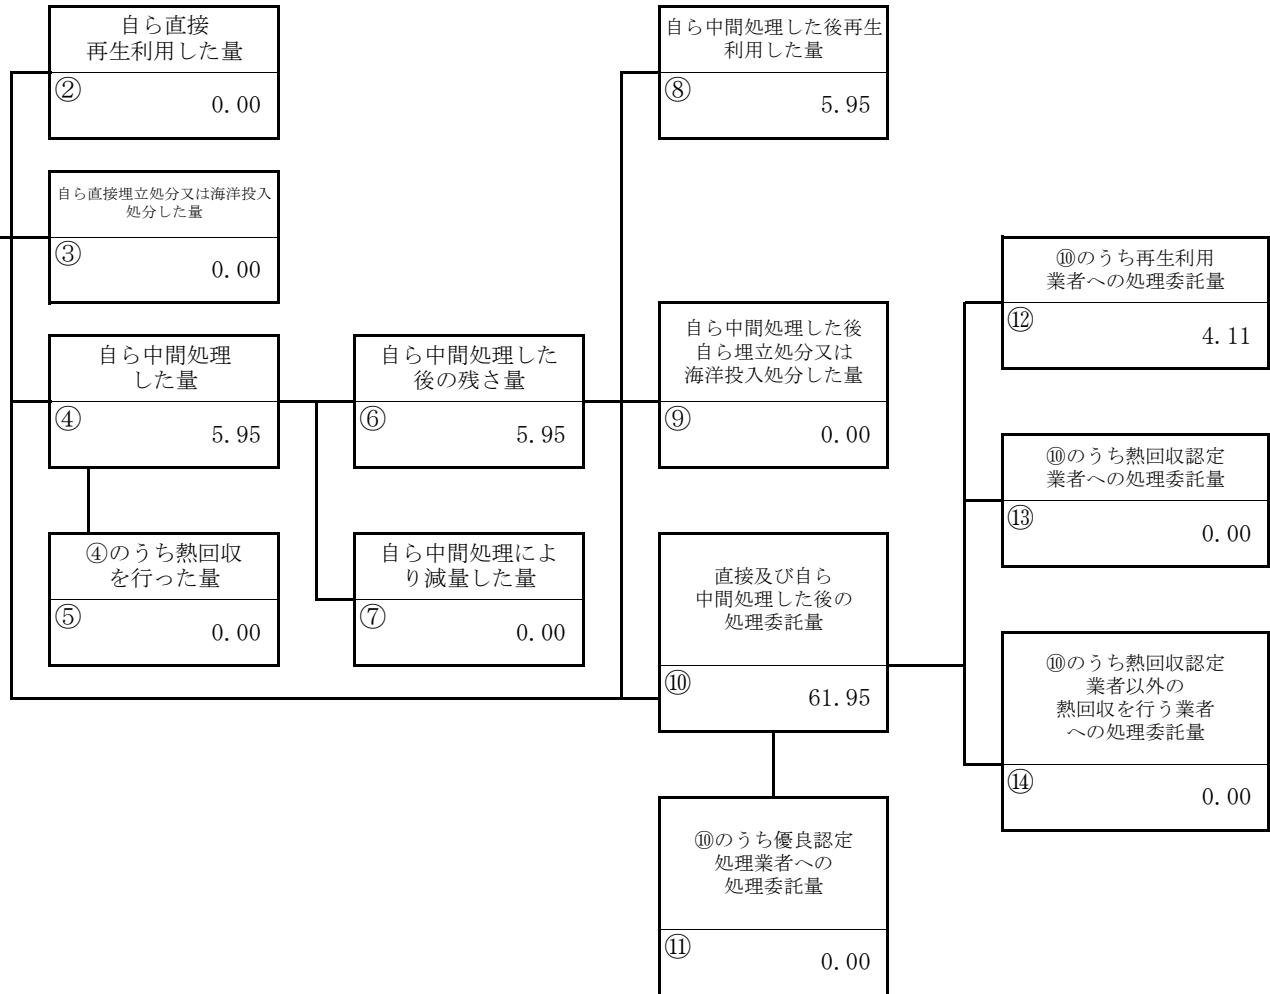 自ら直接
再生利用した量
②
0.00
自ら直接埋立処分又は海洋投入
処分した量
③
0.00
自ら中間処理
した量
④
5.95
④のうち熱回収
を行った量
⑤
0.00
自ら中間処理した
後の残さ量
⑥
5.95
自ら中間処理によ
り減量した量
⑦
0.00
自ら中間処理した後再生
利用した量
⑧
5.95
自ら中間処理した後
自ら埋立処分又は
海洋投入処分した量
⑨
0.00
直接及び自ら
中間処理した後の
処理委託量
⑩
61.95
⑩のうち優良認定
処理業者への
処理委託量
⑪
0.00
⑩のうち再生利用
業者への処理委託量
⑫
4.11
⑩のうち熱回収認定
業者への処理委託量
⑬
0.00
⑩のうち熱回収認定
業者以外の
熱回収を行う業者
への処理委託量
⑭
0.00